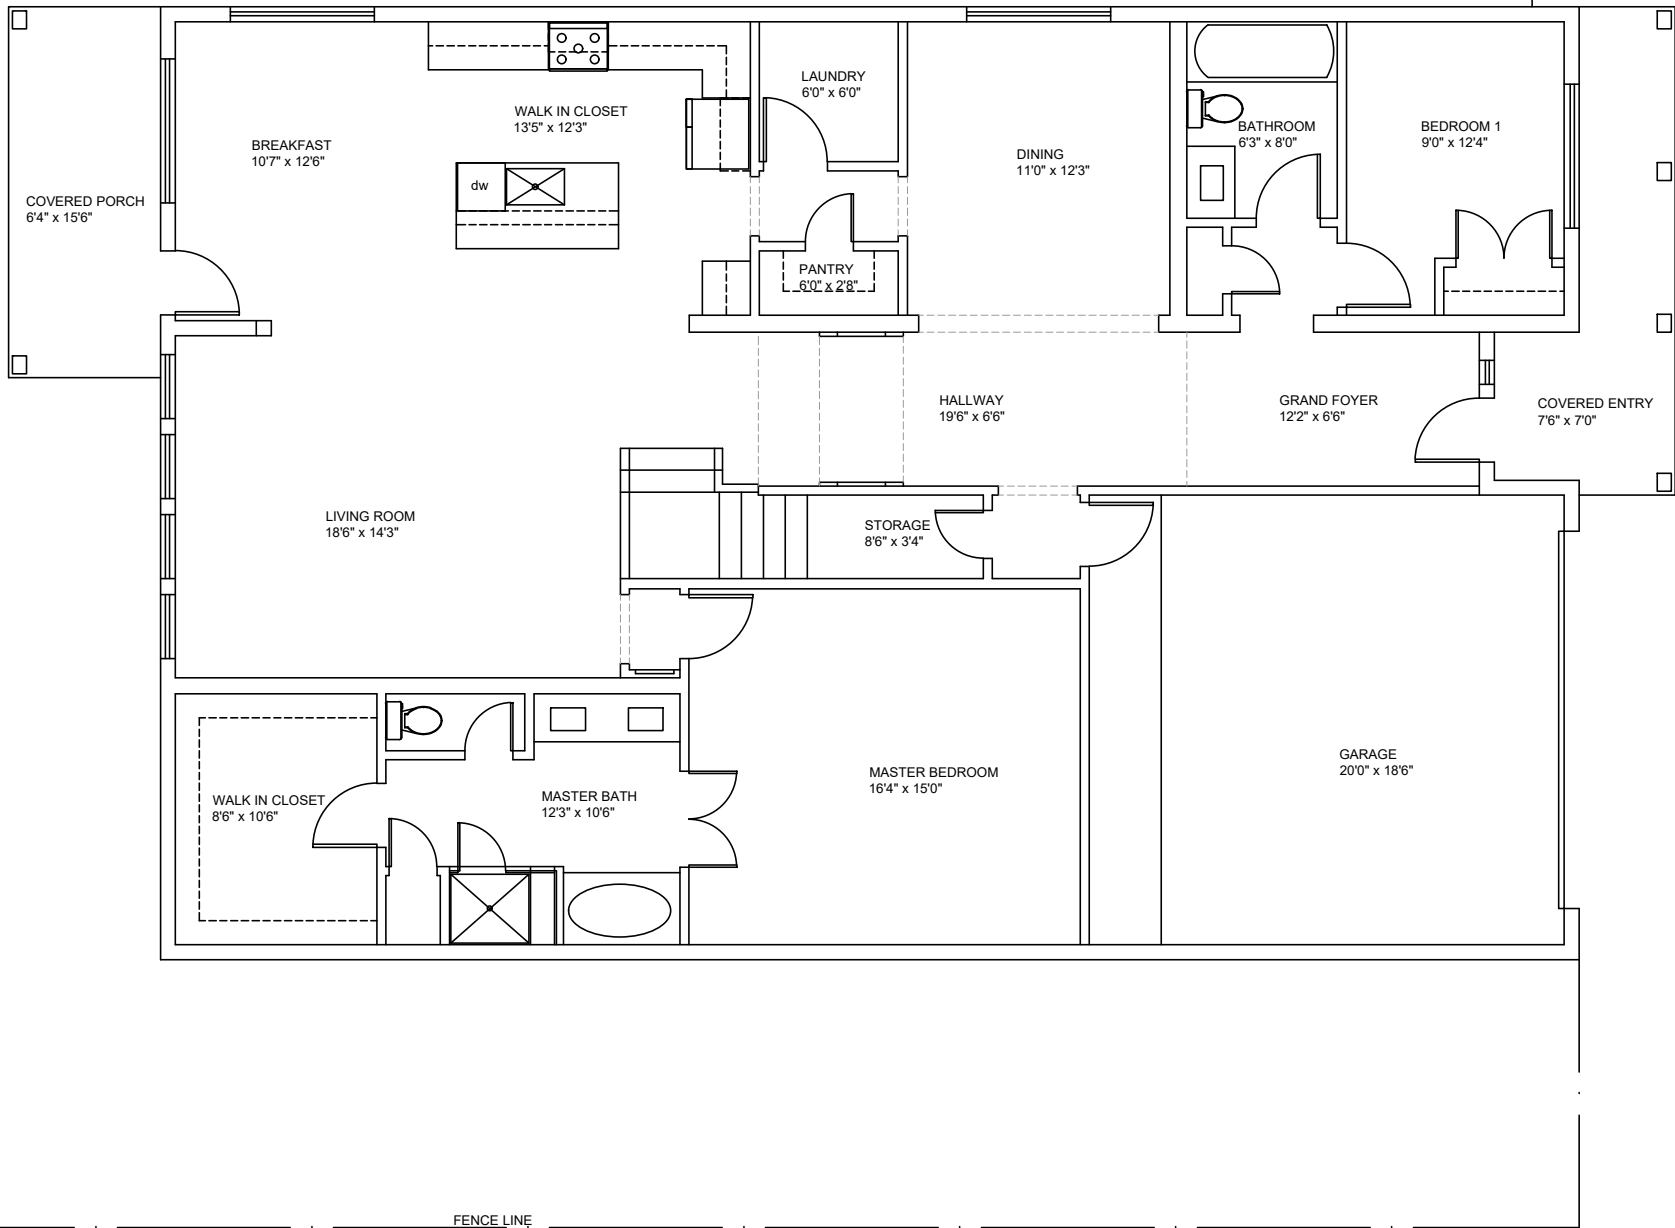 LAUNDRY
6'0" x 6'0"
WALK IN CLOSET
13'5" x 12'3"
BREAKFAST
10'7" x 12'6"
BATHROOM
6'3" x 8'0"
BEDROOM 1
9'0" x 12'4"
DINING
11'0" x 12'3"
dw
COVERED PORCH
6'4" x 15'6"
PANTRY
6'0" x 2'8"
HALLWAY
19'6" x 6'6"
GRAND FOYER
12'2" x 6'6"
COVERED ENTRY
7'6" x 7'0"
LIVING ROOM
18'6" x 14'3"
STORAGE
8'6" x 3'4"
GARAGE
20'0" x 18'6"
MASTER BEDROOM
16'4" x 15'0"
WALK IN CLOSET
8'6" x 10'6"
MASTER BATH
12'3" x 10'6"
FENCE LINE